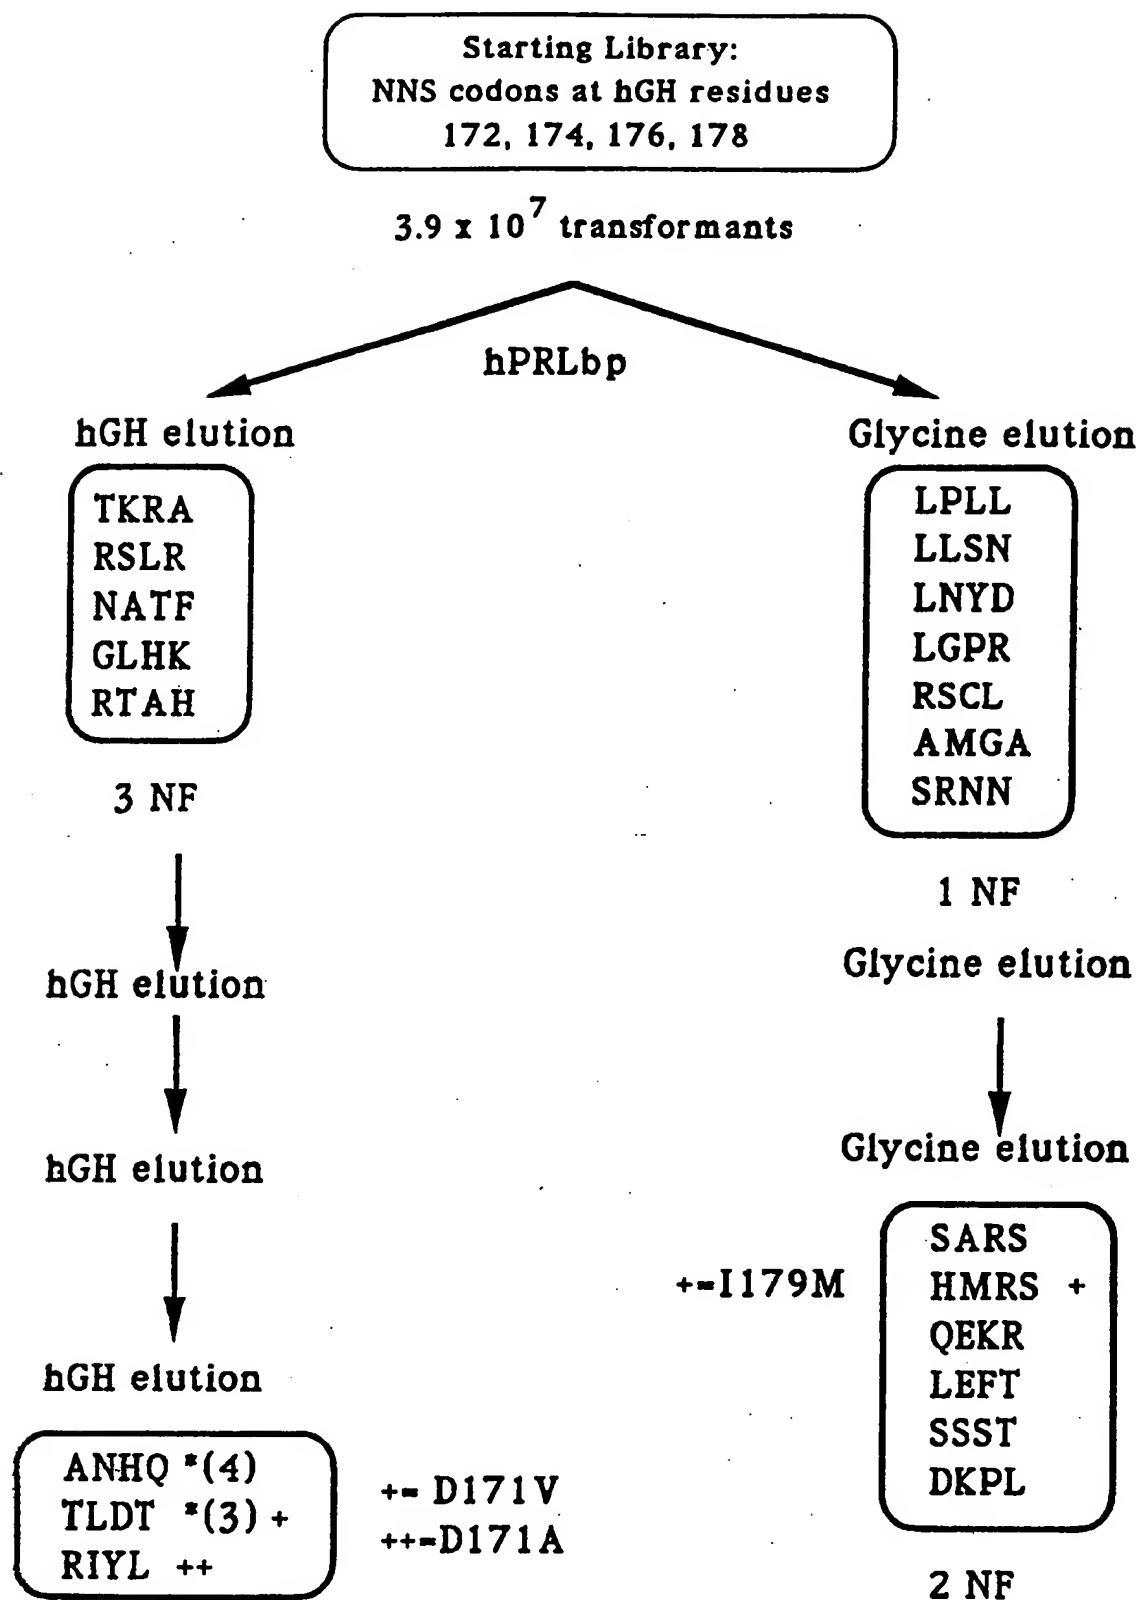 Starting Library:
NNS codons at hGH residues
172, 174, 176, 178
3.9 x 10^7 transformants
hPRLbp
hGH elution
TKRA
RSLR
NATF
GLHK
RTAH
3 NF
hGH elution
hGH elution
hGH elution
ANHQ *(4)
TLDT *(3) +
RIYL ++
+= D171V
++=D171A
Glycine elution
LPLL
LLSN
LNYD
LGPR
RSCL
AMGA
SRNN
1 NF
Glycine elution
Glycine elution
+=I179M
SARS
HMRS +
QEKR
LEFT
SSST
DKPL
2 NF